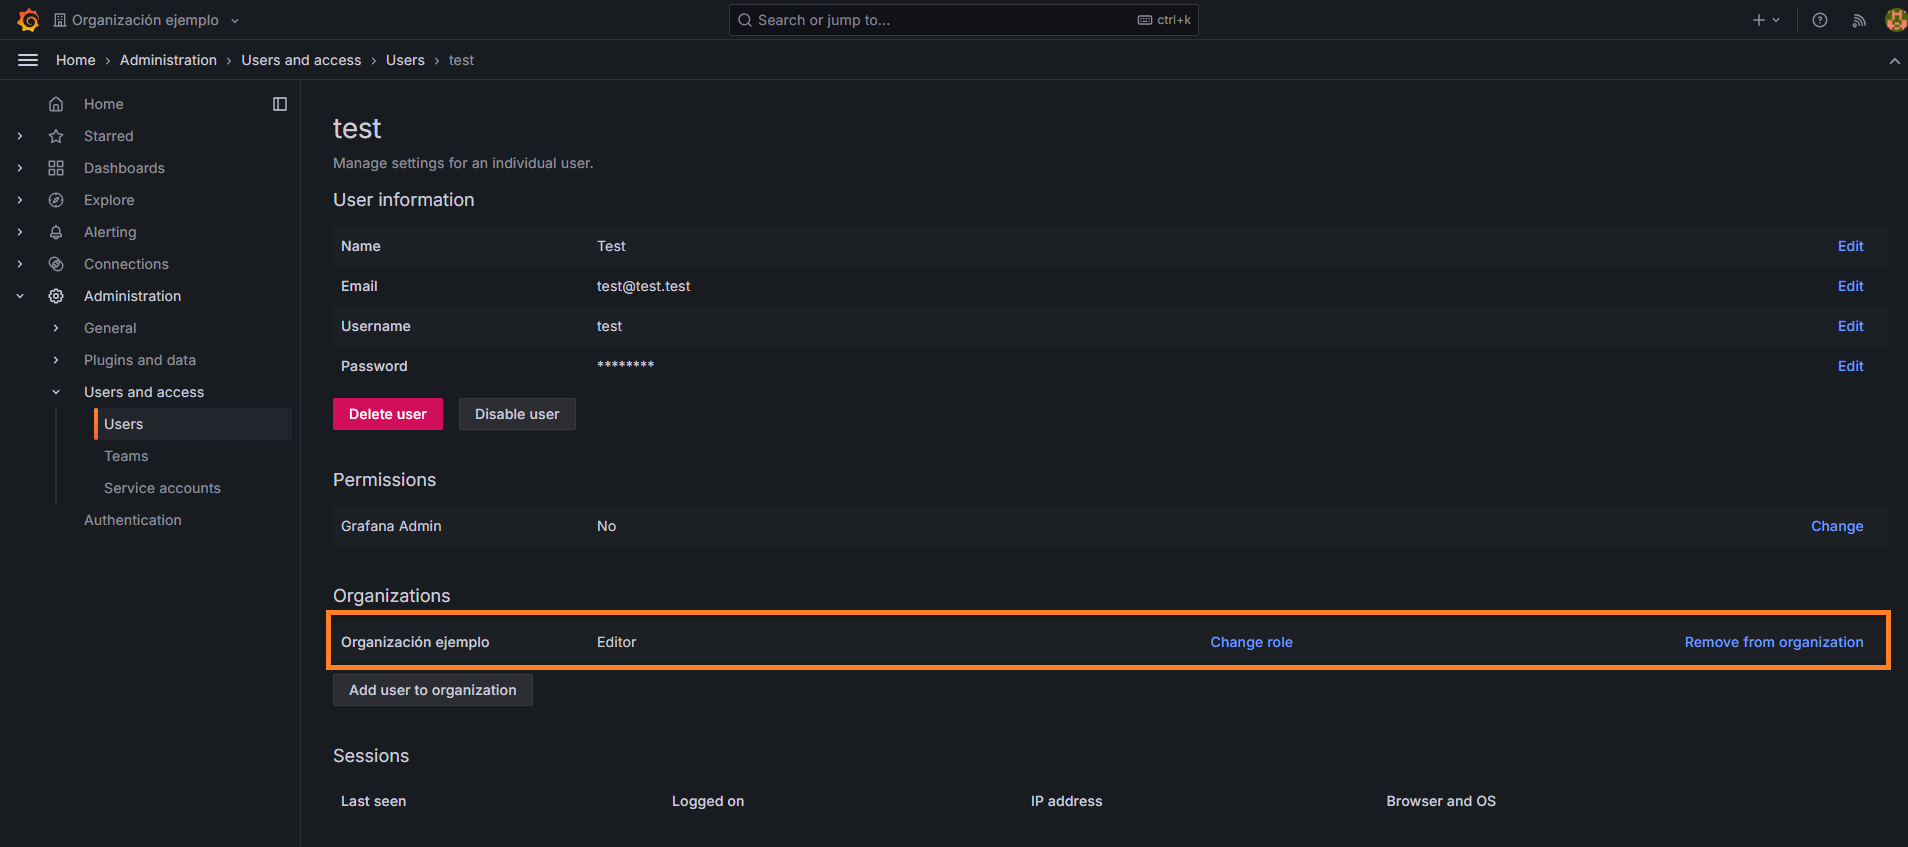 Organización ejemplo
Search or jump to...
ctrl+k
Home › Administration › Users and access › Users › test
Home
Starred
Dashboards
Explore
Alerting
Connections
Administration
General
Plugins and data
Users and access
Users
Teams
Service accounts
Authentication
test
Manage settings for an individual user.
User information
Name Test Edit
Email test@test.test Edit
Username test Edit
Password ******** Edit
Delete user Disable user
Permissions
Grafana Admin No Change
Organizations
Organización ejemplo Editor Change role Remove from organization
Add user to organization
Sessions
Last seen Logged on IP address Browser and OS